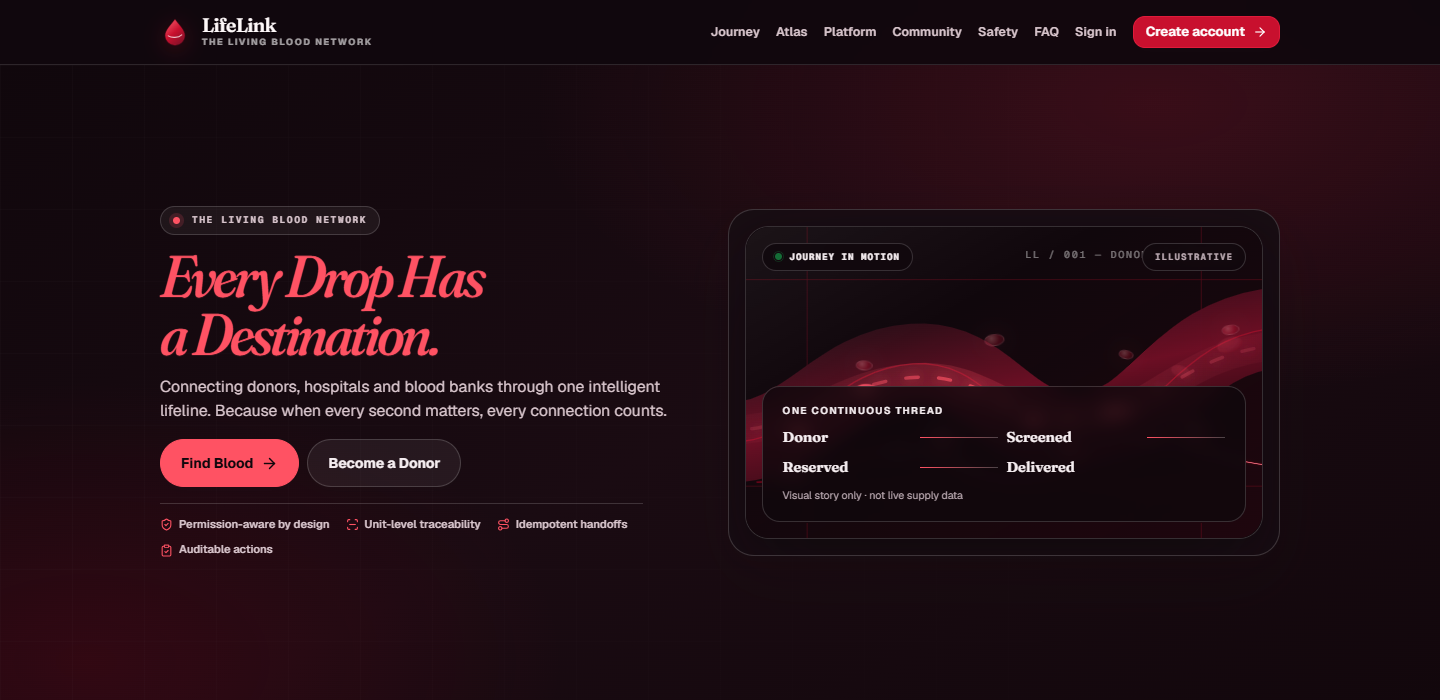 LifeLink
THE LIVING BLOOD NETWORK
Journey Atlas Platform Community Safety FAQ Sign in Create account
THE LIVING BLOOD NETWORK
Every Drop Has
a Destination.
Connecting donors, hospitals and blood banks through one intelligent
lifeline. Because when every second matters, every connection counts.
Find Blood Become a Donor
Permission-aware by design Unit-level traceability Idempotent handoffs
Auditable actions
JOURNEY IN MOTION LL / 001 — DONO ILLUSTRATIVE
ONE CONTINUOUS THREAD
Donor Screened
Reserved Delivered
Visual story only · not live supply data